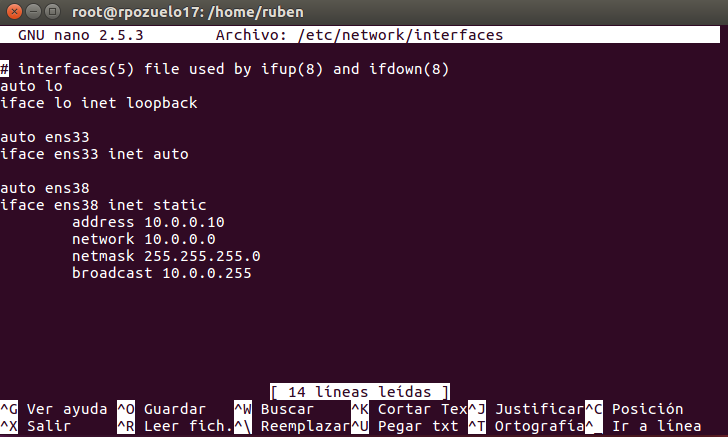 root@rpozuelo17: /home/ruben
GNU nano 2.5.3 Archivo: /etc/network/interfaces
# interfaces(5) file used by ifup(8) and ifdown(8)
auto lo
iface lo inet loopback
auto ens33
iface ens33 inet auto
auto ens38
iface ens38 inet static
address 10.0.0.10
network 10.0.0.0
netmask 255.255.255.0
broadcast 10.0.0.255
[ 14 líneas leídas ]
^G Ver ayuda ^O Guardar ^W Buscar ^K Cortar Tex^J Justificar^C Posición
^X Salir ^R Leer fich.^\ Reemplazar^U Pegar txt ^T Ortografía^_ Ir a línea